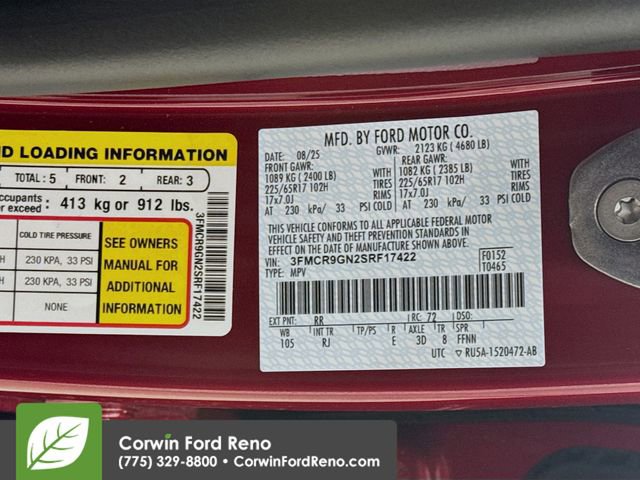 ND LOADING INFORMATION
TOTAL: 5 FRONT: 2 REAR: 3
ccupants
r exceed : 413 kg or 912 lbs.
COLD TIRE PRESSURE
H 230 KPA, 33 PSI
H 230 KPA, 33 PSI
NONE
SEE OWNERS
MANUAL FOR
ADDITIONAL
INFORMATION
3FMCR9GN2SRF17422
MFD. BY FORD MOTOR CO.
DATE: 08/25 GVWR: 2123 KG ( 4680 LB)
FRONT GAWR: REAR GAWR:
1089 KG ( 2400 LB) WITH 1082 KG ( 2385 LB) WITH
225/65R17 102H TIRES 225/65R17 102H TIRES
17x7.0J RIMS 17x7.0J RIMS
AT 230 kPa/ 33 PSI COLD AT 230 kPa/ 33 PSI COLD
THIS VEHICLE CONFORMS TO ALL APPLICABLE FEDERAL MOTOR
VEHICLE SAFETY AND THEFT PREVENTION STANDARDS IN EFFECT
ON THE DATE OF MANUFACTURE SHOWN ABOVE.
VIN: 3FMCR9GN2SRF17422 F0152
TYPE: MPV T0465
EXT PNT: RR RC: 72 DSO:
WB INT TR TP/PS R AXLE TR SPR
105 RJ E 3D 8 FFNN
UTC RU5A-1520472-AB
Corwin Ford Reno
(775) 329-8800 • CorwinFordReno.com